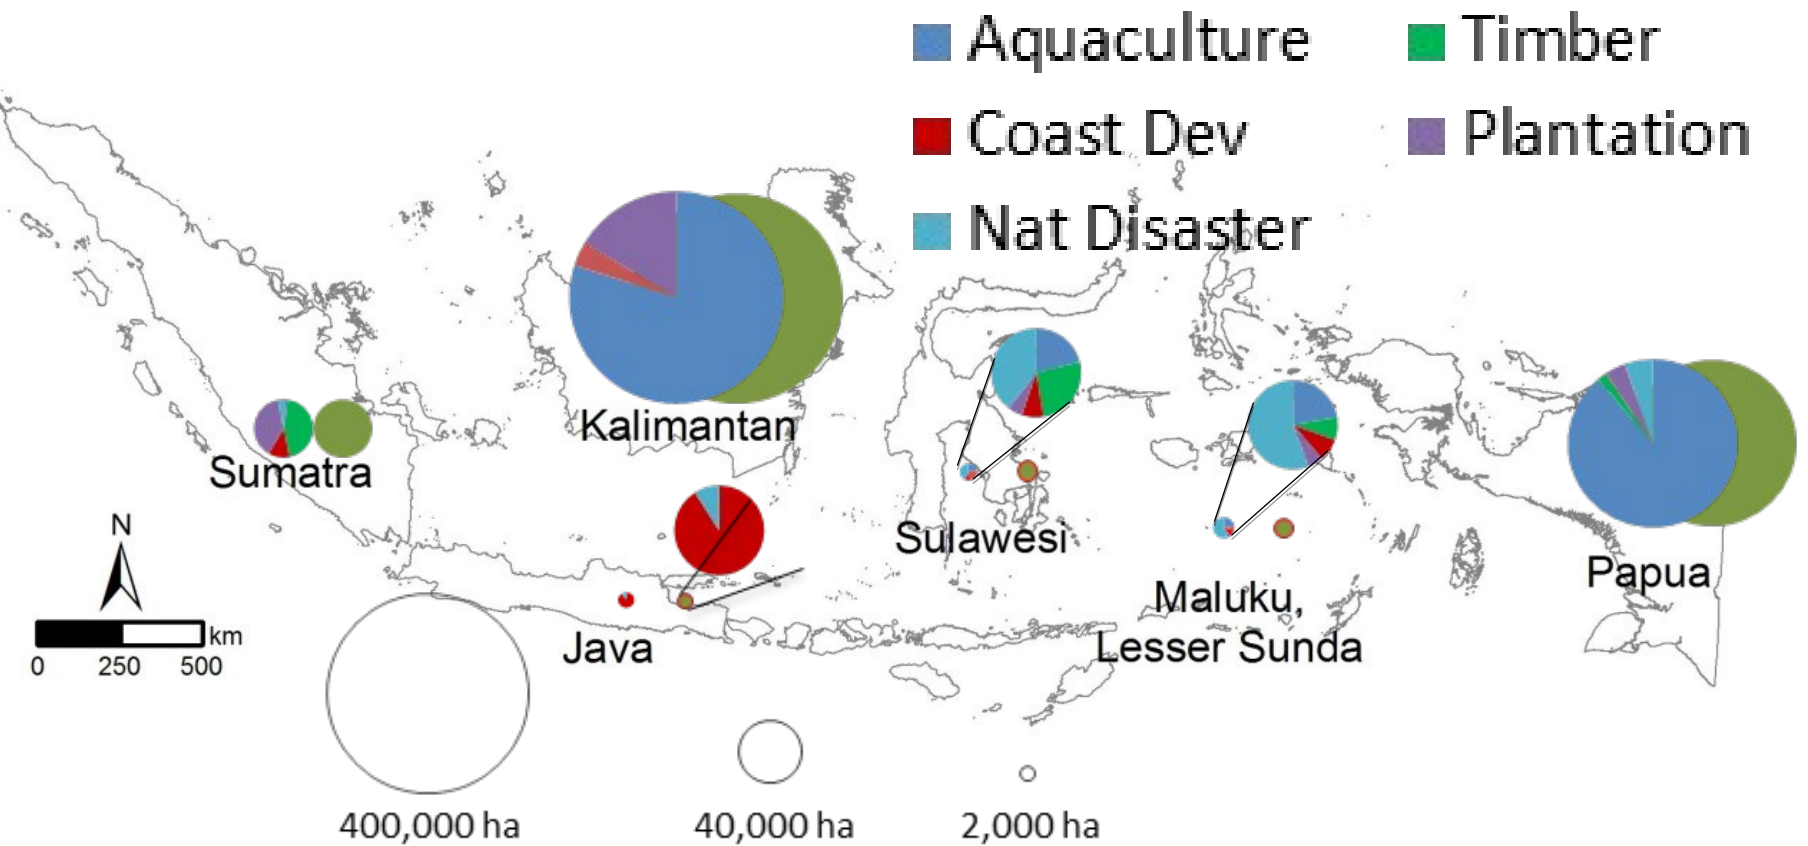 Aquaculture
Timber
Coast Dev
Plantation
Nat Disaster
Kalimantan
Sumatra
Sulawesi
Papua
Maluku,
Lesser Sunda
Java
N
km
0 250 500
400,000 ha
40,000 ha
2,000 ha